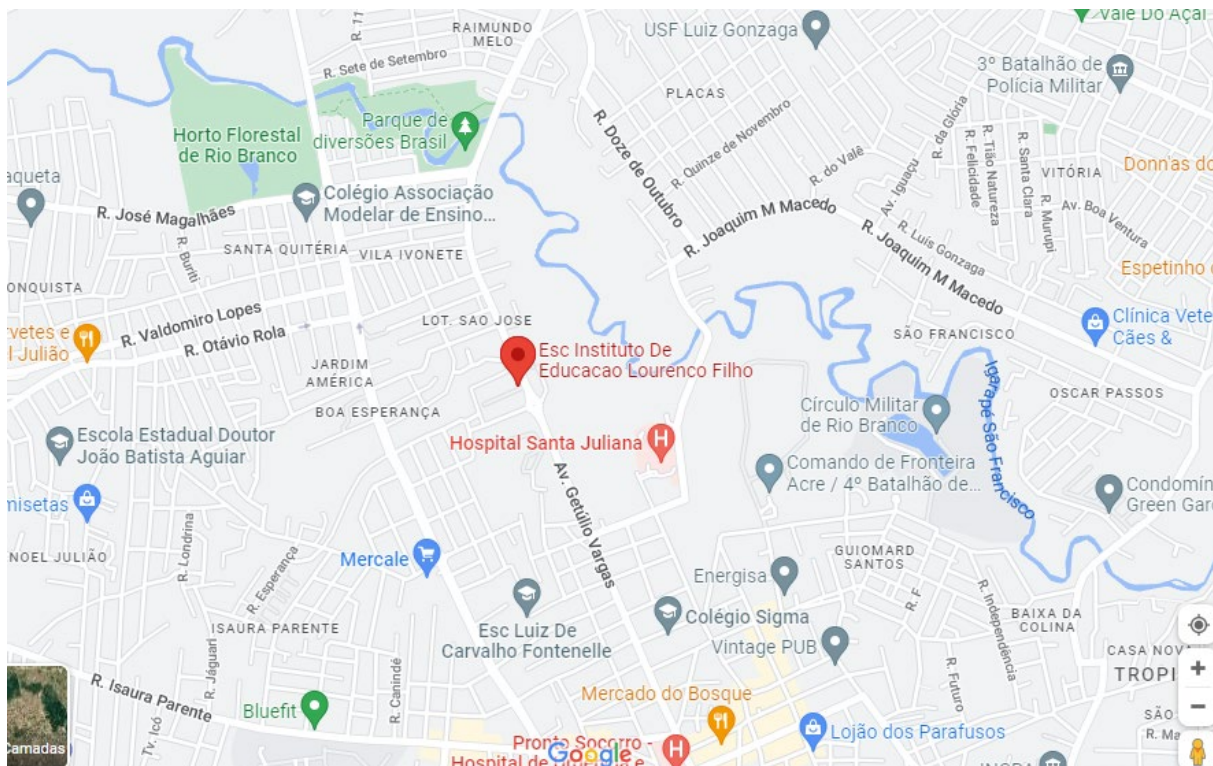 RAIMUNDO
MELO
USF Luiz Gonzaga
Vale Do Açaí
R. Sete de Setembro
R. 11
3º Batalhão de
Polícia Militar
PLACAS
Horto Florestal
de Rio Branco
Parque de
diversões Brasil
R. Doze de Outubro
R. Quinze de Novembro
R. do Valê
R. da Glória
R. Felicidade
R. Tião Natureza
R. Santa Clara
VITÓRIA
Donn,as do
aqueta
Colégio Associação
Modelar de Ensino...
R. José Magalhães
R. Buriti
SANTA QUITÉRIA
VILA IVONETE
Av. Iguaçu
R. Joaquim M Macedo
R. Joaquim M Macedo
R. Luís Gonzaga
R. Murupi
Av. Boa Ventura
Espetinho
ONQUISTA
R. Valdomiro Lopes
R. Otávio Rola
LOT. SAO JOSE
SÃO FRANCISCO
Clínica Vete
Cães &
rvetes e
l Julião
JARDIM
AMÉRICA
Esc Instituto De
Educacao Lourenco Filho
BOA ESPERANÇA
Igarapé São Francisco
OSCAR PASSOS
Círculo Militar
de Rio Branco
Escola Estadual Doutor
João Batista Aguiar
Hospital Santa Juliana
Comando de Fronteira
Acre / 4º Batalhão de...
Condomín
Green Gar
misetas
Av. Getúlio Vargas
NOEL JULIÃO
R. Londrina
R. Esperança
Mercale
Energisa
GUIOMARD
SANTOS
R. F
R. Independência
BAIXA DA
COLINA
ISAURA PARENTE
Esc Luiz De
Carvalho Fontenelle
Colégio Sigma
Vintage PUB
CASA NOVA
TROPI
R. Isaura Parente
R. Jáguari
R. Canindé
Bluefit
Mercado do Bosque
R. Futuro
SÃO
R. Ma
Camadas
Tv. Icó
Pronto Socorro -
Hospital de
Google
Lojão dos Parafusos